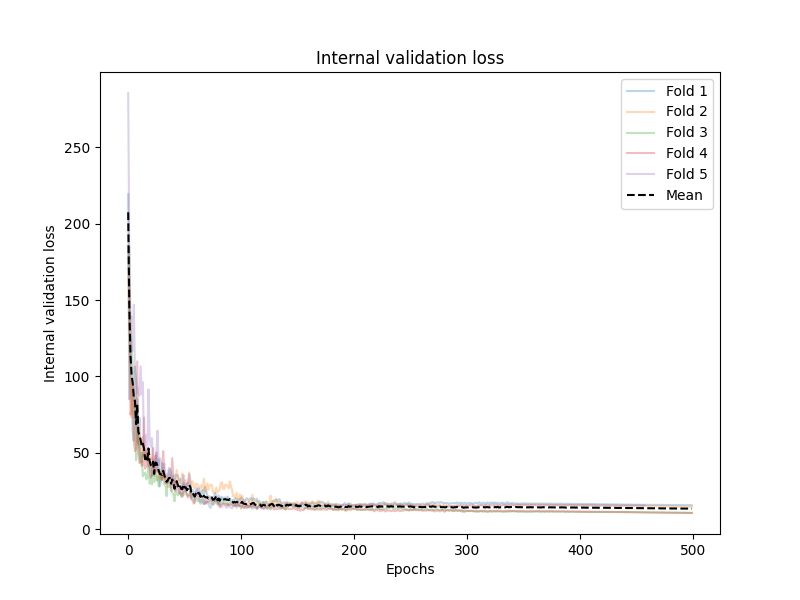 Internal validation loss
Fold 1
Fold 2
Fold 3
Fold 4
Fold 5
Mean
Internal validation loss
250
200
150
100
50
0
0 100 200 300 400 500
Epochs